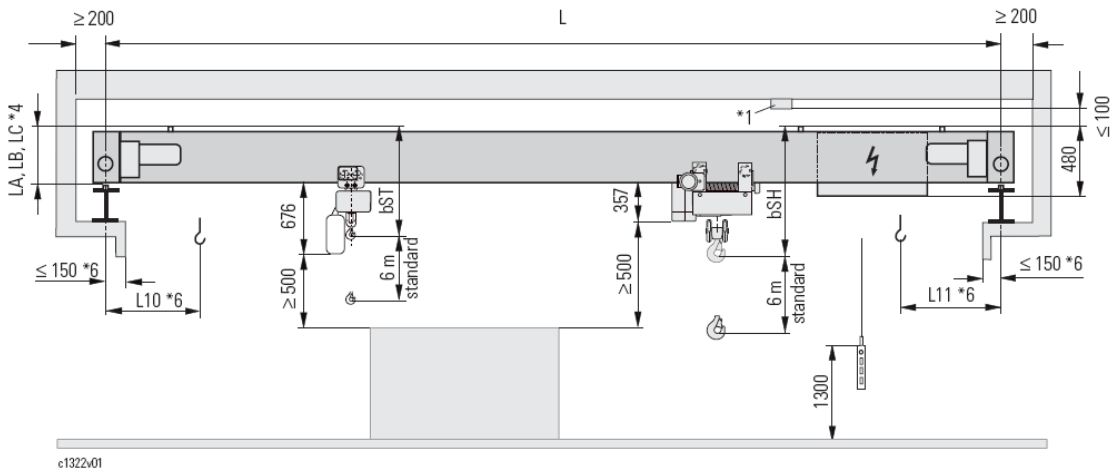 ≥ 200
L
≥ 200
LA, LB, LC *4
*1
≤ 100
480
676
bST
357
bSH
≥ 500
6 m
standard
≥ 500
6 m
standard
≤ 150 *6
L10 *6
≤ 150 *6
L11 *6
1300
c1322v01